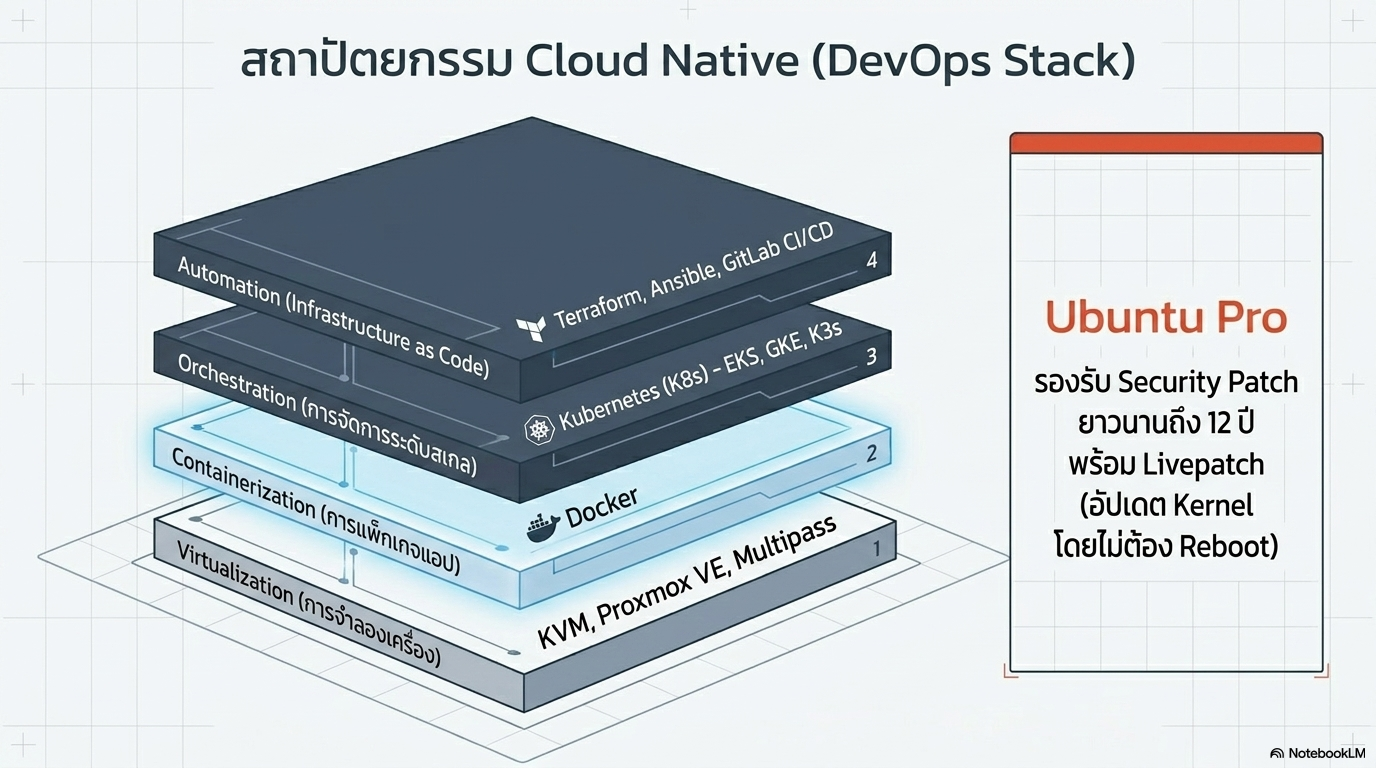 สถาปัตยกรรม Cloud Native (DevOps Stack)
Automation (Infrastructure as Code)
Terraform, Ansible, GitLab CI/CD
4
Orchestration (การจัดการระดับสเกล)
Kubernetes (K8s) - EKS, GKE, K3s
3
Containerization (การแพ็กเกจแอป)
Docker
2
Virtualization (การจำลองเครื่อง)
KVM, Proxmox VE, Multipass
1
Ubuntu Pro
รองรับ Security Patch
ยาวนานถึง 12 ปี
พร้อม Livepatch
(อัปเดต Kernel
โดยไม่ต้อง Reboot)
NotebookLM